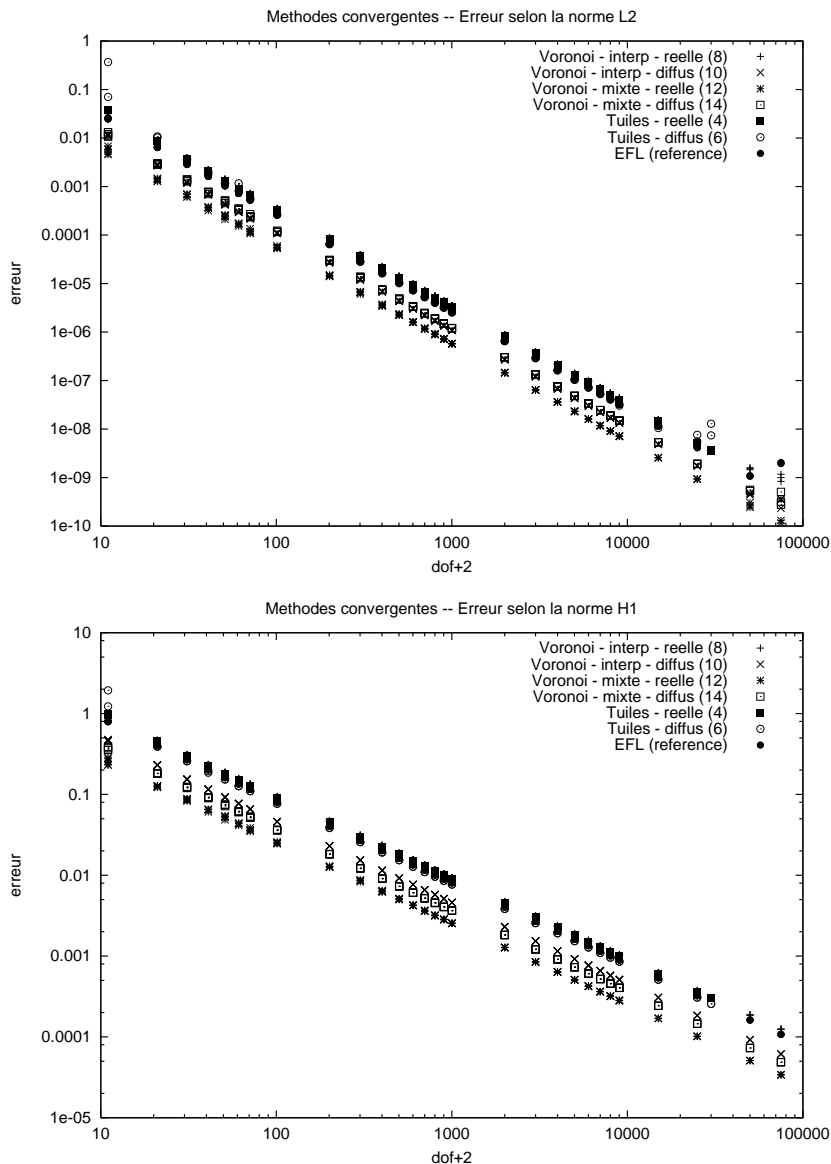 Methodes convergentes -- Erreur selon la norme L2
1
0.1
0.01
0.001
0.0001
1e-05
1e-06
1e-07
1e-08
1e-09
1e-10
erreur
Voronoi - interp - reelle (8)
Voronoi - interp - diffus (10)
Voronoi - mixte - reelle (12)
Voronoi - mixte - diffus (14)
Tuiles - reelle (4)
Tuiles - diffus (6)
EFL (reference)
10 100 1000 10000 100000
dof+2
Methodes convergentes -- Erreur selon la norme H1
10
1
0.1
0.01
0.001
0.0001
1e-05
erreur
Voronoi - interp - reelle (8)
Voronoi - interp - diffus (10)
Voronoi - mixte - reelle (12)
Voronoi - mixte - diffus (14)
Tuiles - reelle (4)
Tuiles - diffus (6)
EFL (reference)
10 100 1000 10000 100000
dof+2